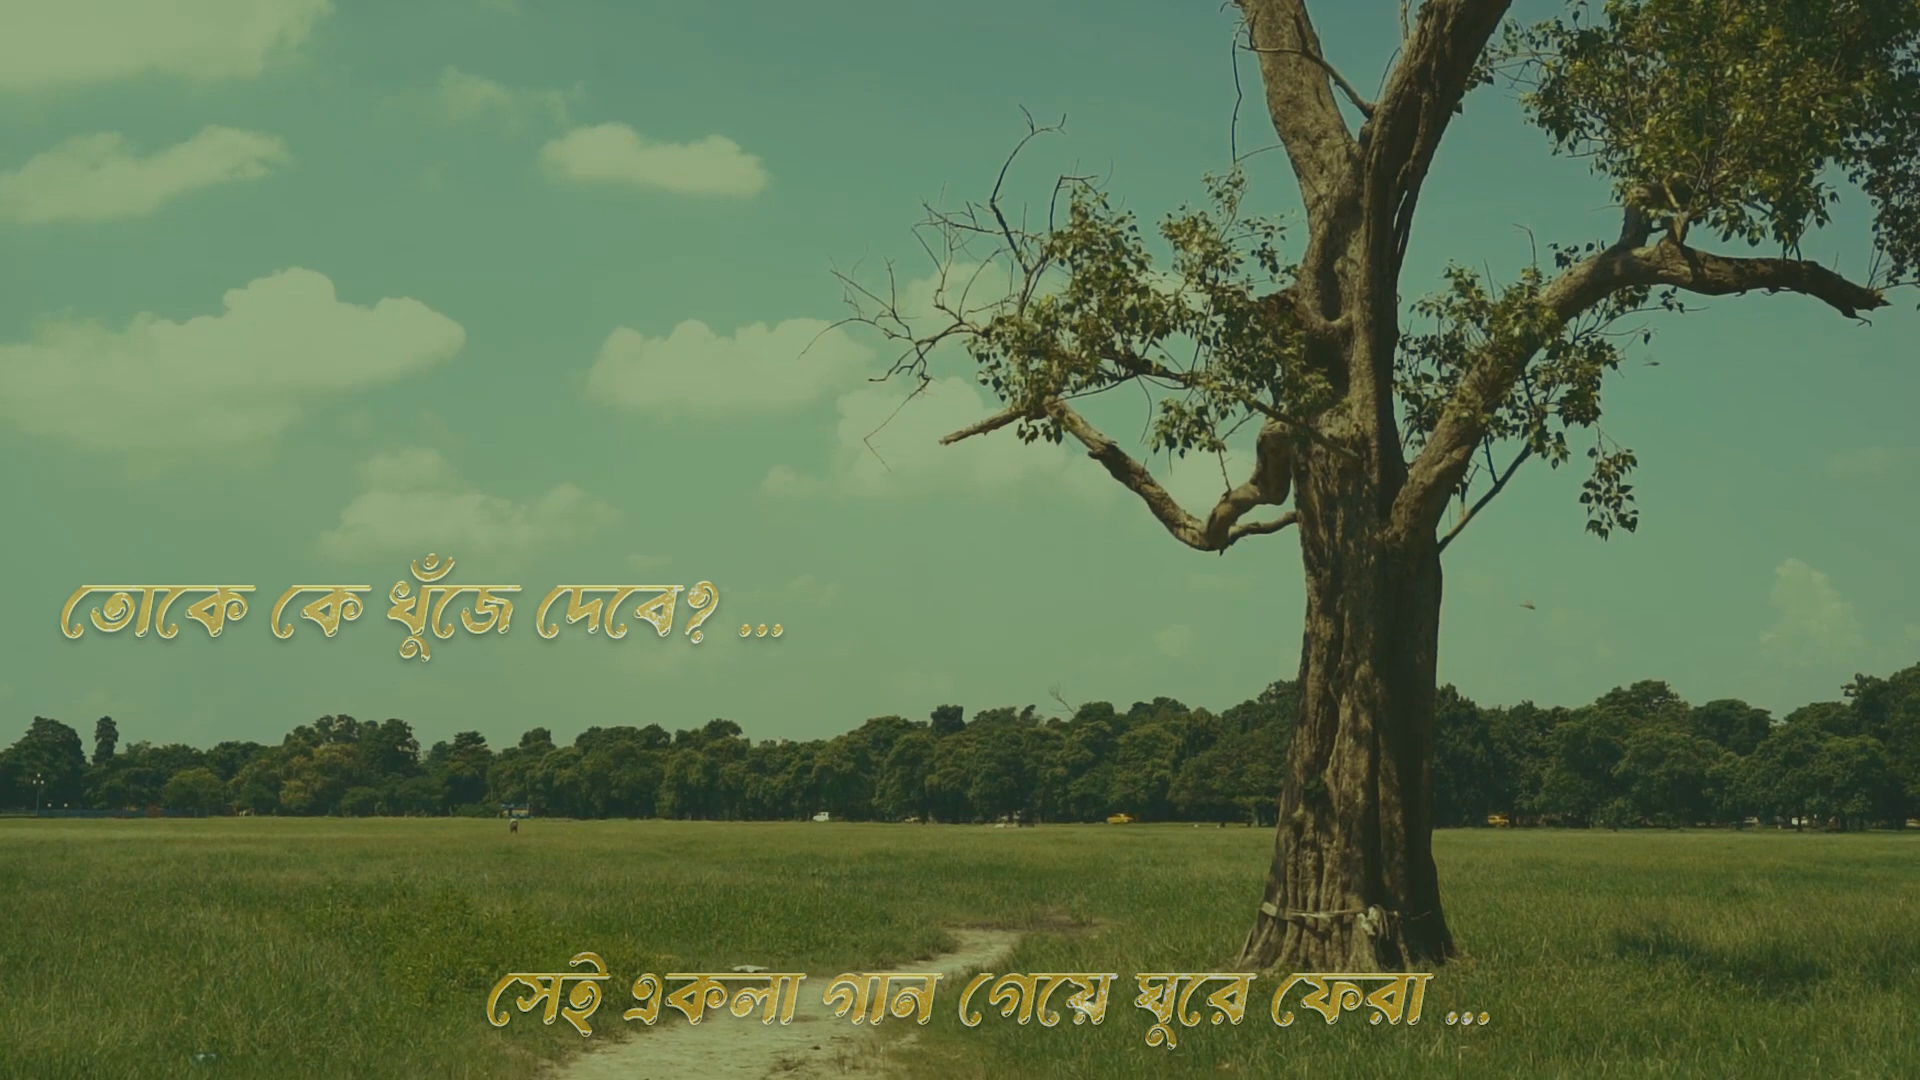 তোকে কে খুঁজে দেবে? ...
সেই একলা গান গেয়ে ঘুরে ফেরা ...